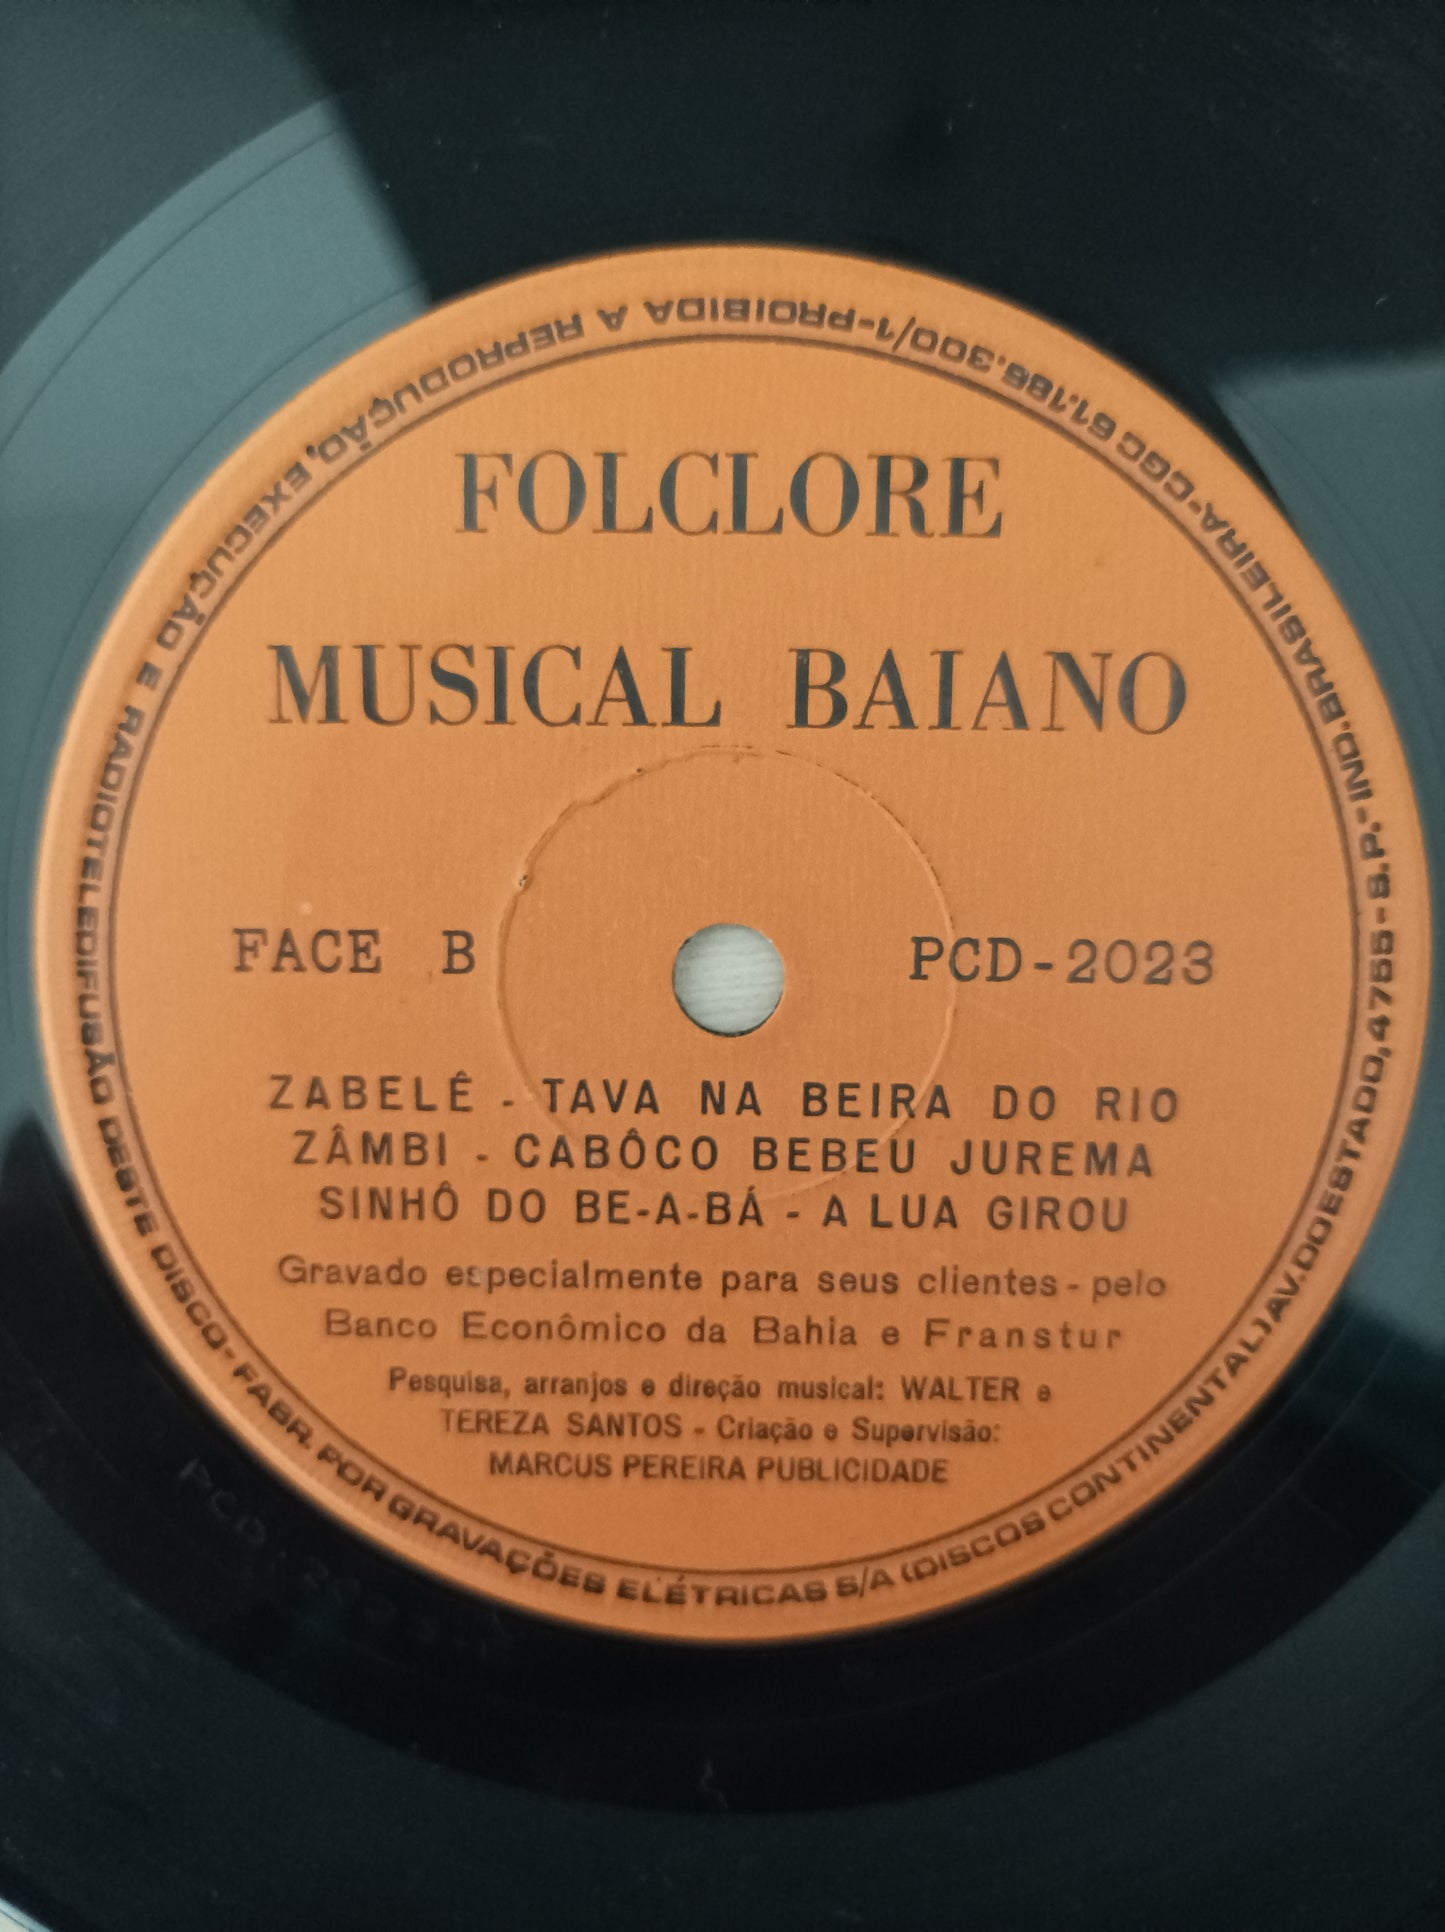 FOLCLORE
MUSICAL BAIANO
FACE B
PCD-2023
ZABELÊ - TAVA NA BEIRA DO RIO
ZÂMBI - CABÔCO BEBEU JUREMA
SINHÔ DO BE-A-BÁ - A LUA GIROU
Gravado especialmente para seus clientes - pelo
Banco Econômico da Bahia e Franstur
Pesquisa, arranjos e direção musical: WALTER e
TEREZA SANTOS - Criação e Supervisão:
MARCUS PEREIRA PUBLICIDADE
FABR. POR GRAVAÇÕES ELÉTRICAS S/A (DISCOS CONTINENTAL) AV. DO ESTADO, 4755 - S.P. - IND. BRASILEIRA - CGC 61.186.300/1 - PROIBIDA A REPRODUÇÃO, EXECUÇÃO E RADIOTELEDIFUSÃO DESTE DISCO -